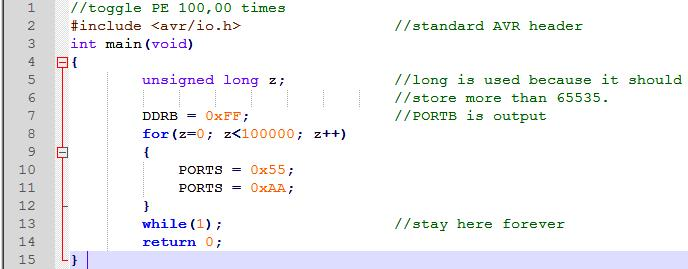 1 //toggle PE 100,00 times
2 #include <avr/io.h> //standard AVR header
3 int main(void)
4 {
5 unsigned long z; //long is used because it should
6 //store more than 65535.
7 DDRB = 0xFF; //PORTB is output
8 for(z=0; z<100000; z++)
9 {
10 PORTS = 0x55;
11 PORTS = 0xAA;
12 }
13 while(1); //stay here forever
14 return 0;
15 }